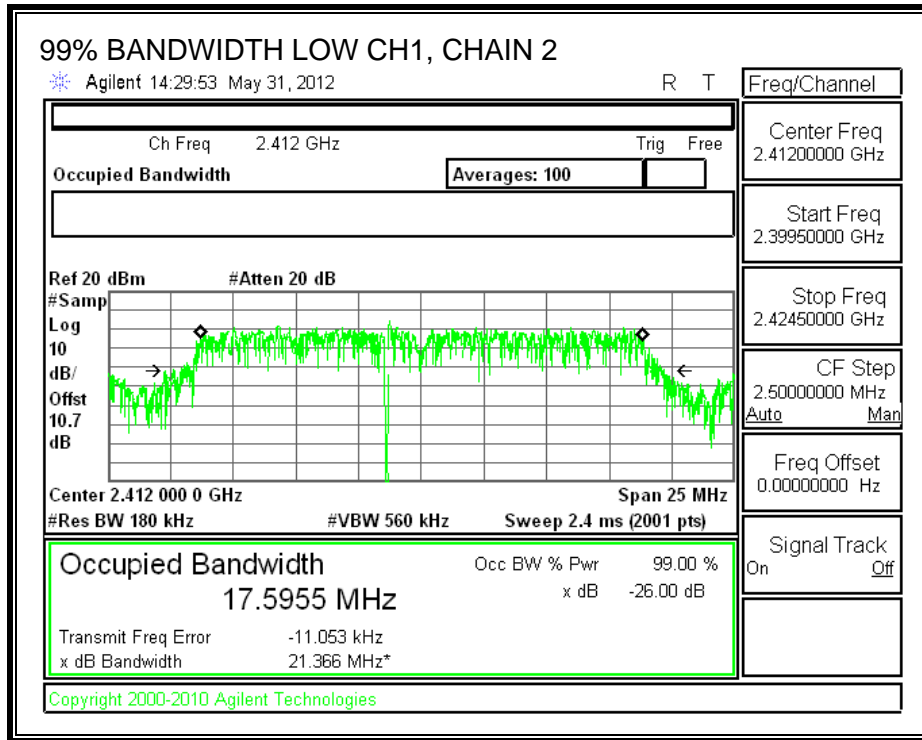 99% BANDWIDTH LOW CH1, CHAIN 2
Agilent 14:29:53 May 31, 2012 R T
Ch Freq 2.412 GHz Trig Free
Occupied Bandwidth Averages: 100
Ref 20 dBm #Atten 20 dB
#Samp
Log
10
dB/
Offst
10.7
dB
Center 2.412 000 0 GHz Span 25 MHz
#Res BW 180 kHz #VBW 560 kHz Sweep 2.4 ms (2001 pts)
Occupied Bandwidth Occ BW % Pwr 99.00 %
17.5955 MHz x dB -26.00 dB
Transmit Freq Error -11.053 kHz
x dB Bandwidth 21.366 MHz*
Copyright 2000-2010 Agilent Technologies
Freq/Channel
Center Freq
2.41200000 GHz
Start Freq
2.39950000 GHz
Stop Freq
2.42450000 GHz
CF Step
2.50000000 MHz
Auto Man
Freq Offset
0.00000000 Hz
Signal Track
On Off